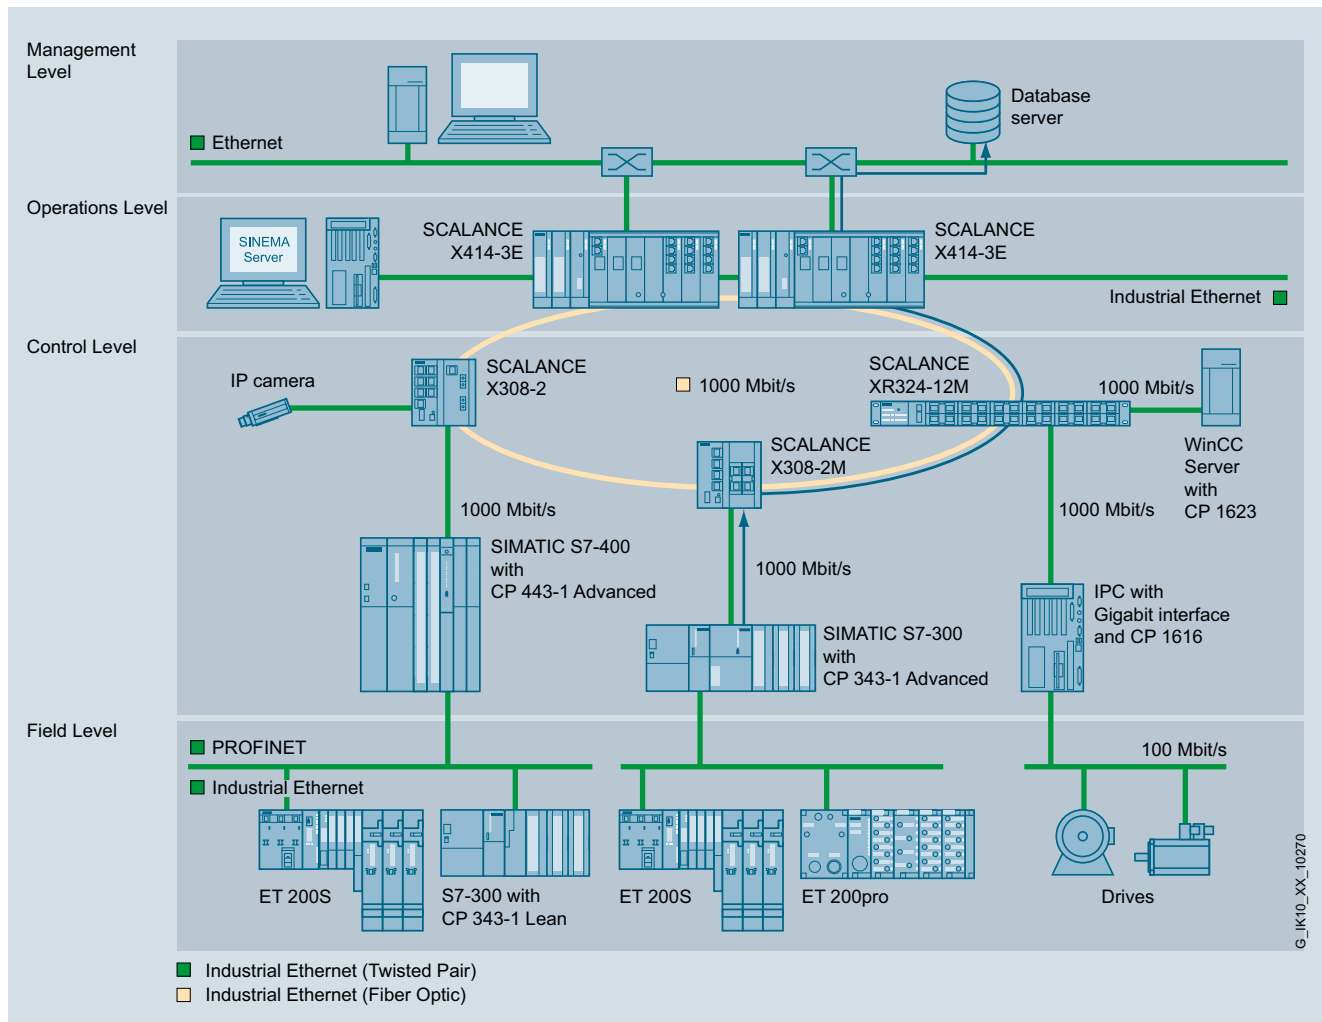 Management
Level
Database
server
Ethernet
Operations Level
SINEMA
Server
SCALANCE
X414-3E
SCALANCE
X414-3E
Industrial Ethernet
Control Level
IP camera
SCALANCE
X308-2
1000 Mbit/s
SCALANCE
XR324-12M
1000 Mbit/s
SCALANCE
X308-2M
WinCC
Server
with
CP 1623
1000 Mbit/s
1000 Mbit/s
SIMATIC S7-400
with
CP 443-1 Advanced
1000 Mbit/s
IPC with
Gigabit interface
and CP 1616
SIMATIC S7-300
with
CP 343-1 Advanced
Field Level
PROFINET
100 Mbit/s
Industrial Ethernet
ET 200S
S7-300 with
CP 343-1 Lean
ET 200S
ET 200pro
Drives
G_IK10_XX_10270
Industrial Ethernet (Twisted Pair)
Industrial Ethernet (Fiber Optic)